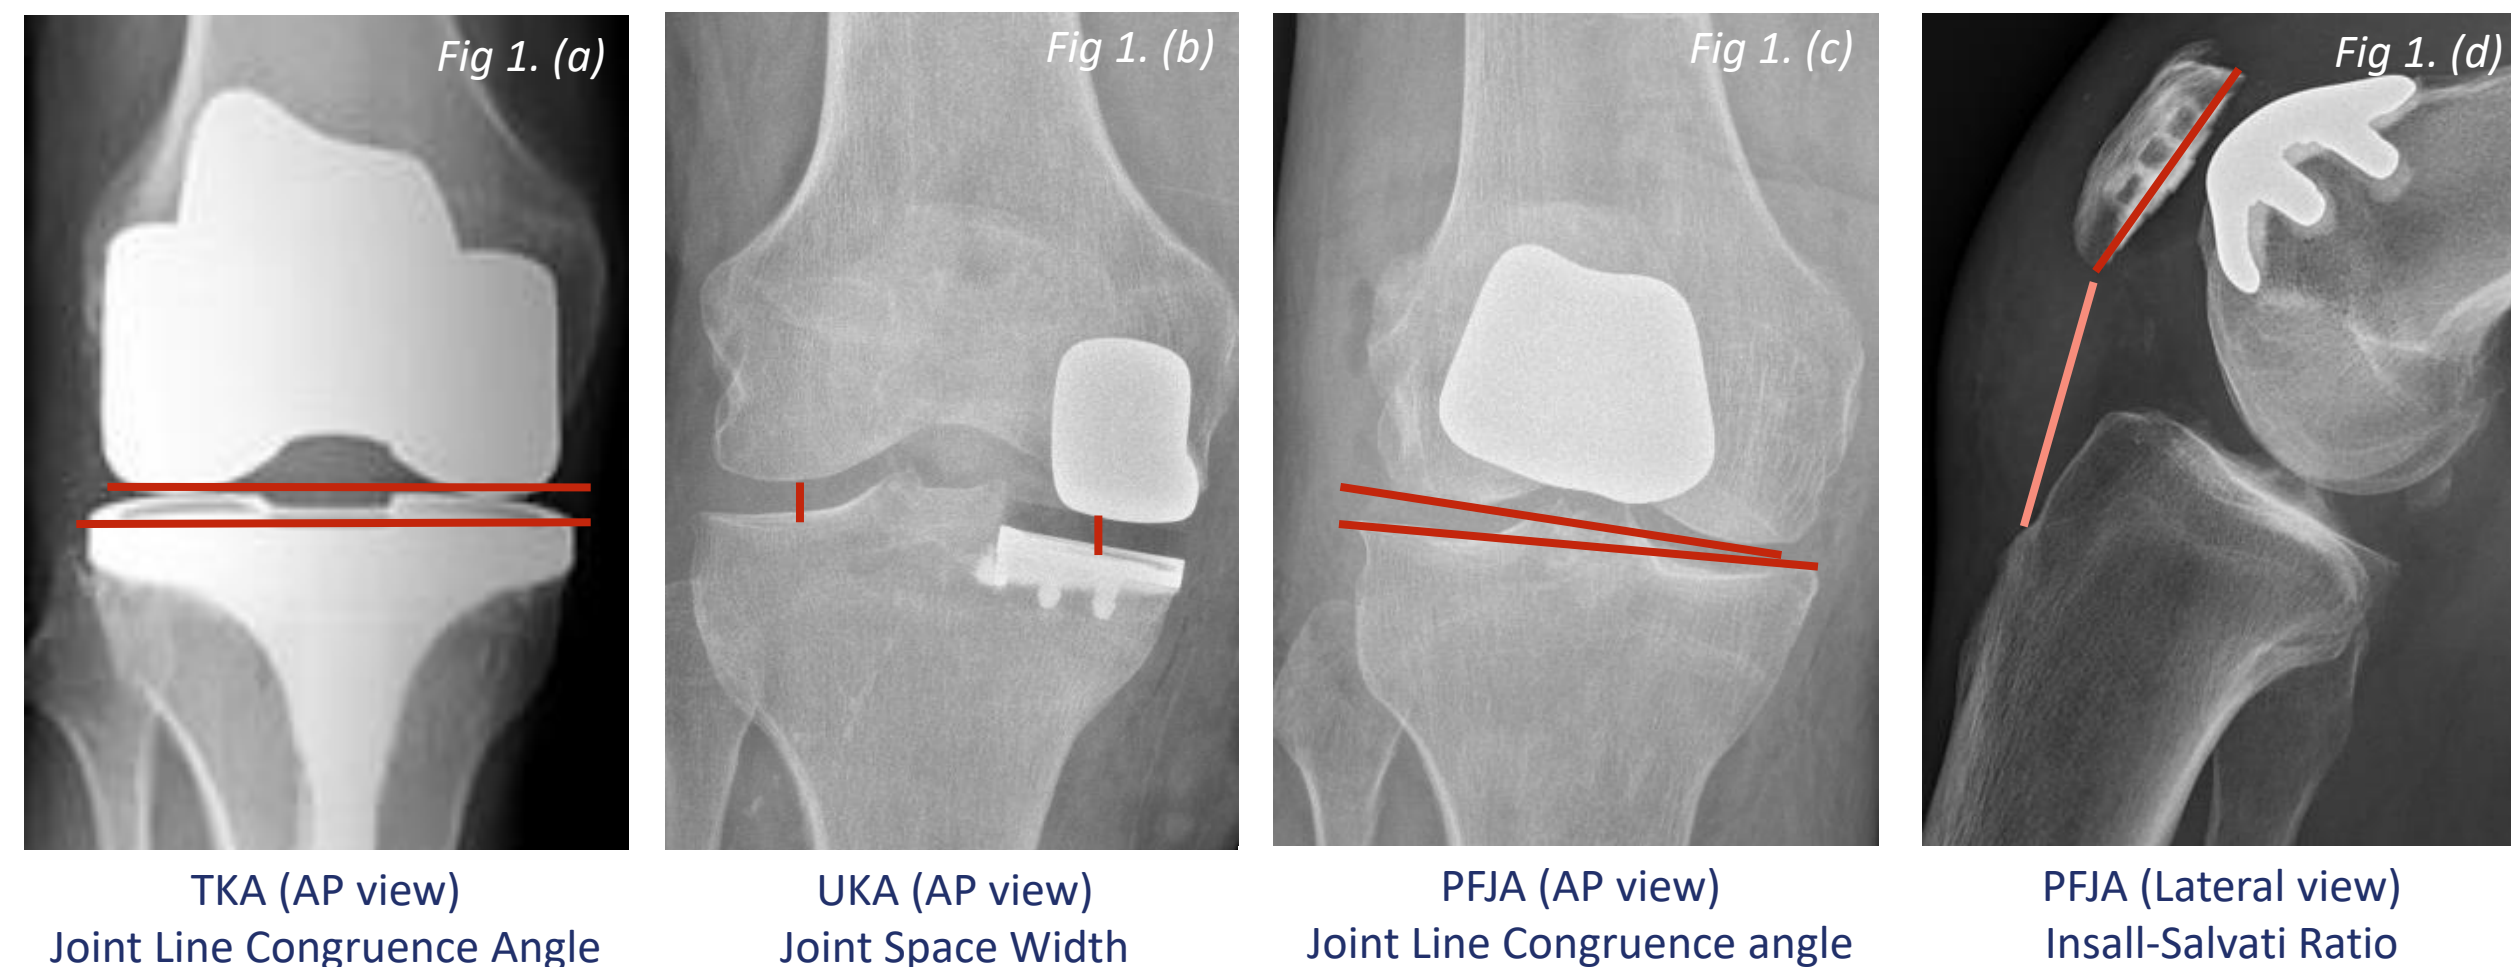 Fig 1. (a)
Fig 1. (b)
Fig 1. (c)
Fig 1. (d)
TKA (AP view)
Joint Line Congruence Angle
UKA (AP view)
Joint Space Width
PFJA (AP view)
Joint Line Congruence angle
PFJA (Lateral view)
Insall-Salvati Ratio